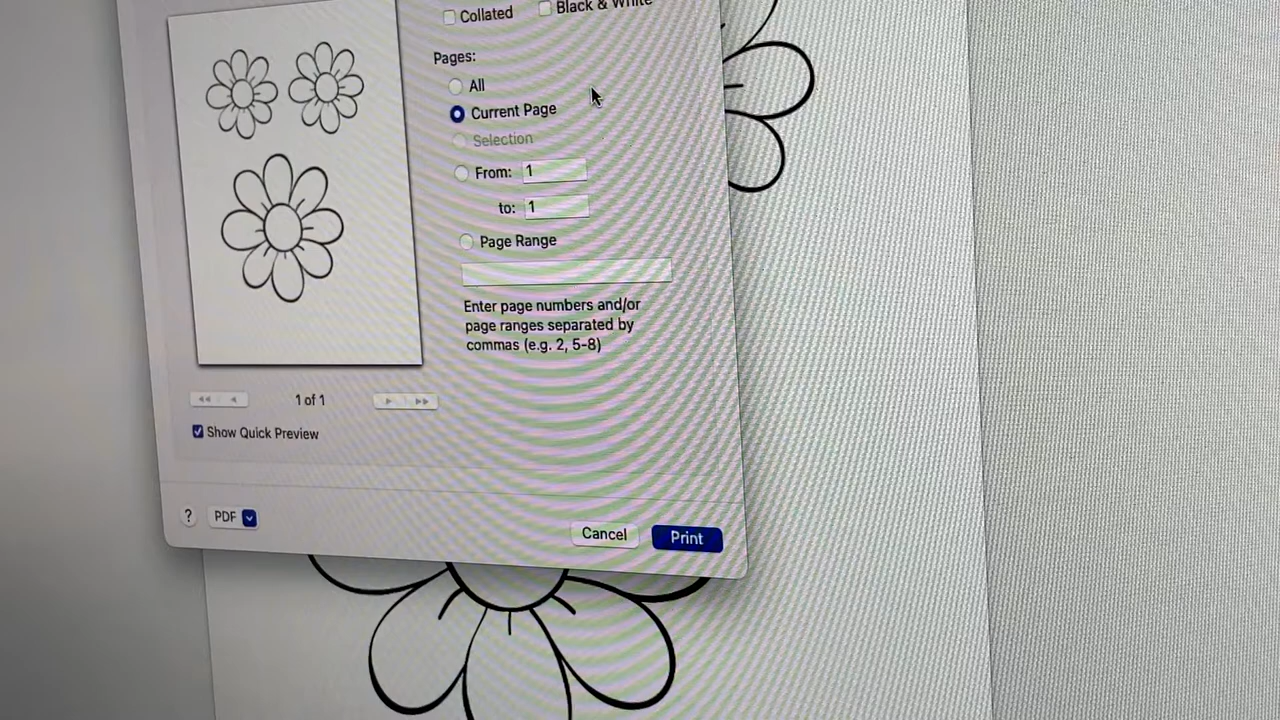 Collated
Black & White
Pages:
All
Current Page
Selection
From: 1
to: 1
Page Range
Enter page numbers and/or
page ranges separated by
commas (e.g. 2, 5-8)
1 of 1
Show Quick Preview
? PDF
Cancel Print